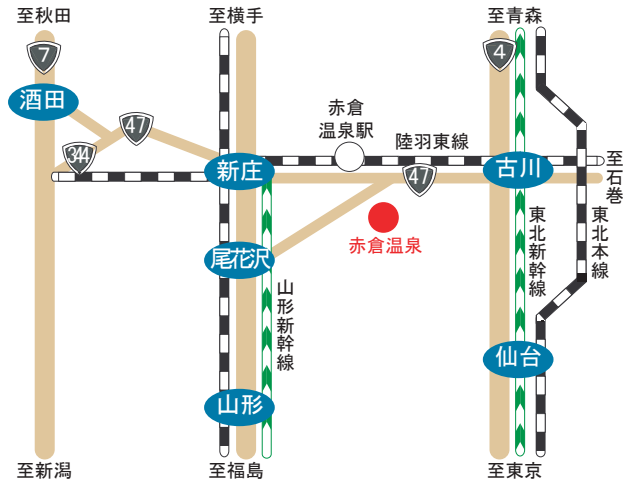 至秋田
至横手
至青森
7
4
酒田
47
344
赤倉
温泉駅
陸羽東線
新庄
古川
至石巻
47
赤倉温泉
尾花沢
山形新幹線
東北新幹線
東北本線
仙台
山形
至新潟
至福島
至東京